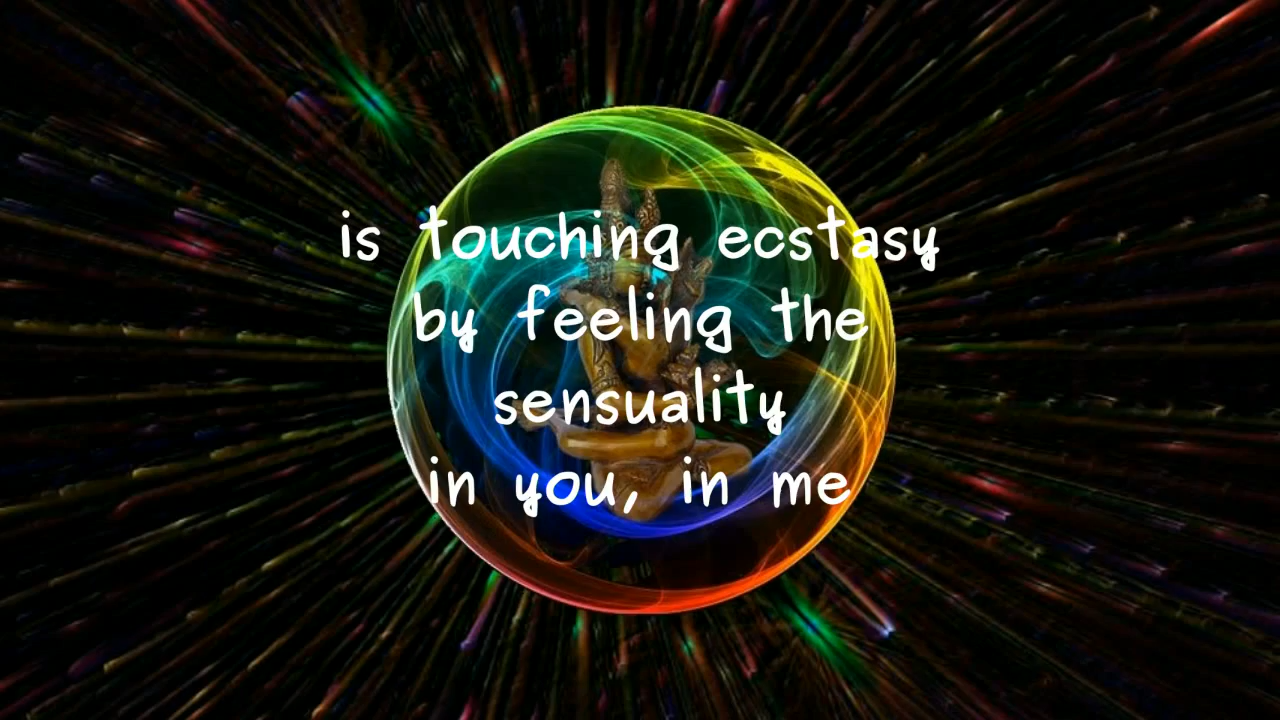 is touching ecstasy
by feeling the
sensuality
in you, in me